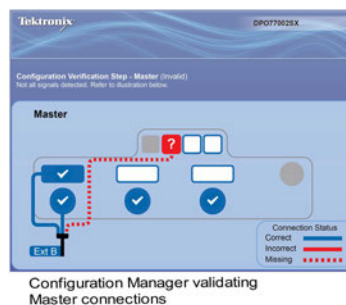 Tektronix
DPO77002SX
Configuration Verification Step - Master (Invalid)
Not all signals detected. Refer to illustration below.
Master
?
Ext B
Connection Status
Correct
Incorrect
Missing
Configuration Manager validating
Master connections